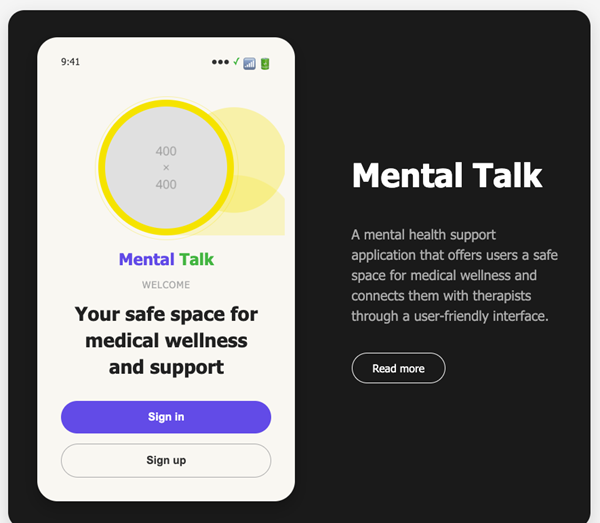 9:41
400
×
400
Mental Talk
WELCOME
Your safe space for
medical wellness
and support
Sign in
Sign up
Mental Talk
A mental health support
application that offers users a safe
space for medical wellness and
connects them with therapists
through a user-friendly interface.
Read more